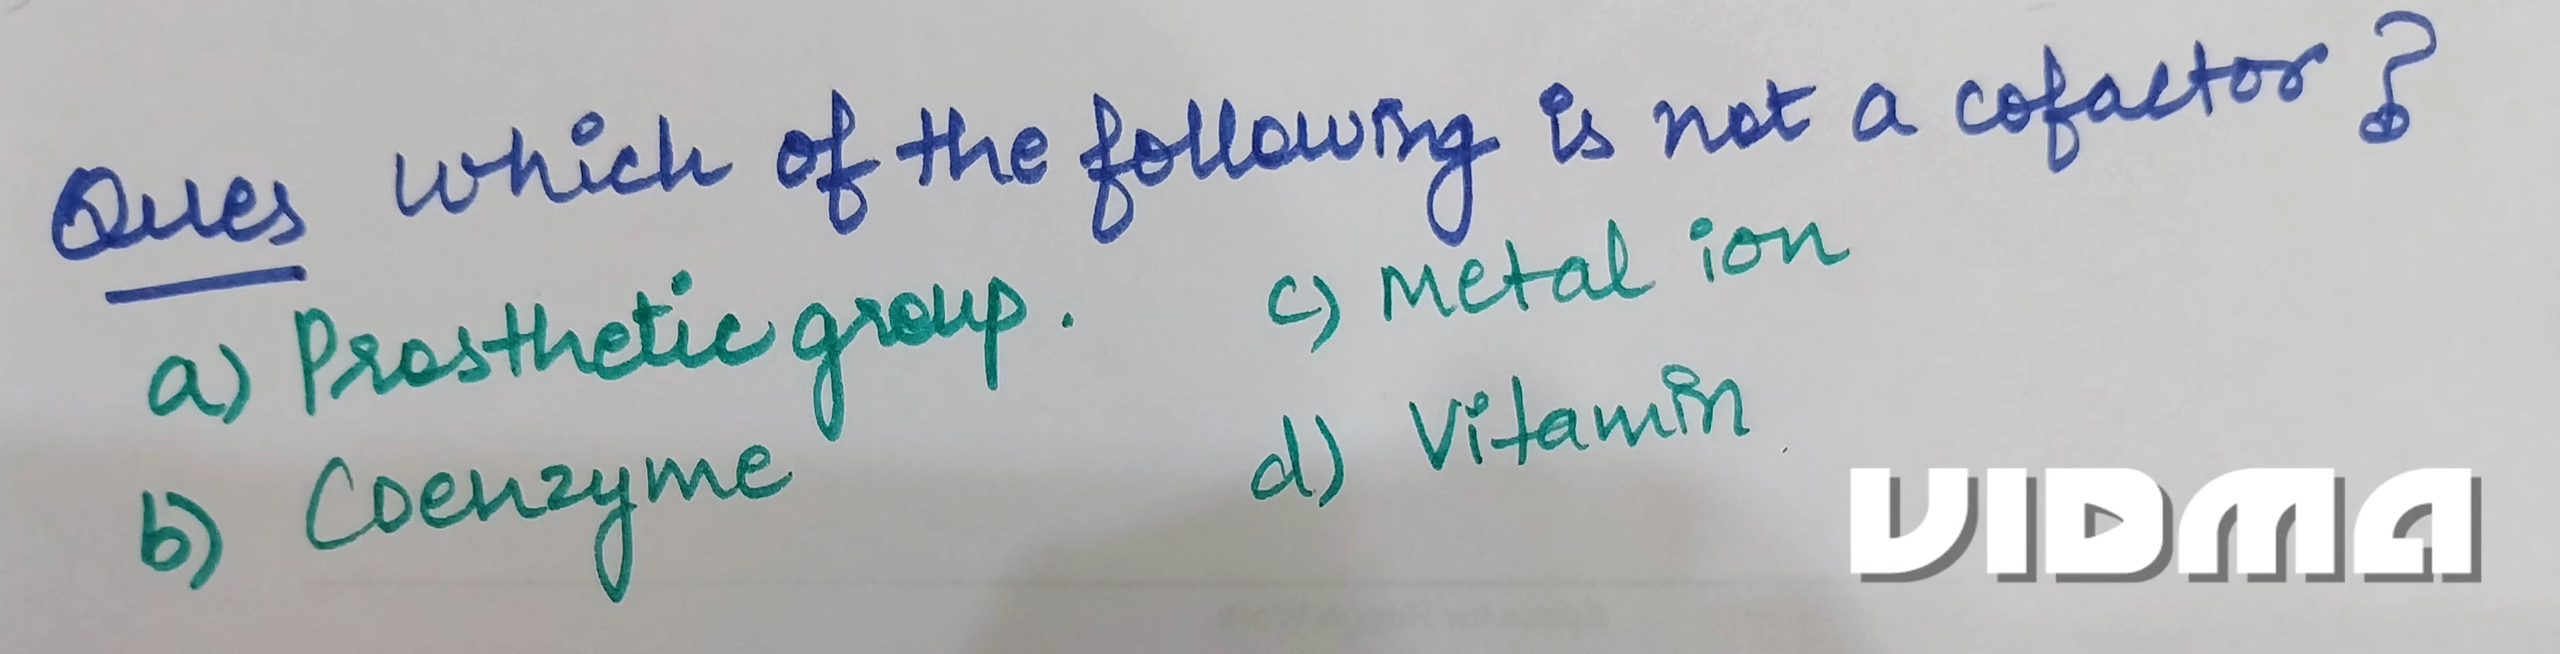 Ques Which of the following is not a cofactor?
a) Prosthetic group.
b) Coenzyme
c) Metal ion
d) Vitamin
VIDMA